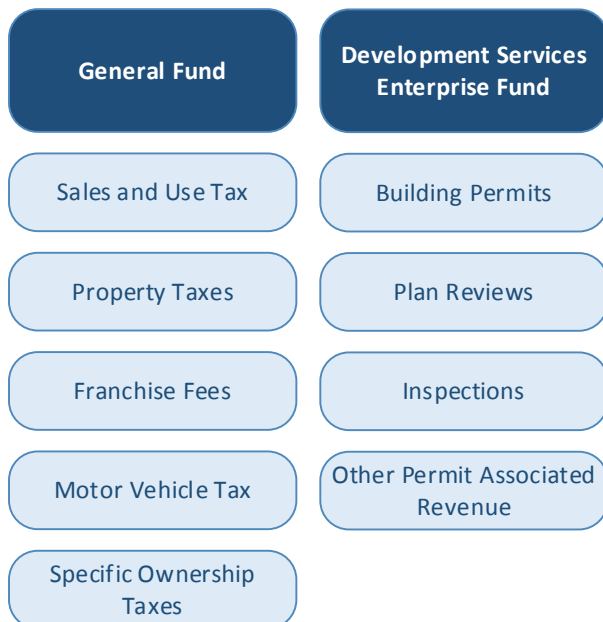 General Fund
Sales and Use Tax
Property Taxes
Franchise Fees
Motor Vehicle Tax
Specific Ownership
Taxes
Development Services
Enterprise Fund
Building Permits
Plan Reviews
Inspections
Other Permit Associated
Revenue